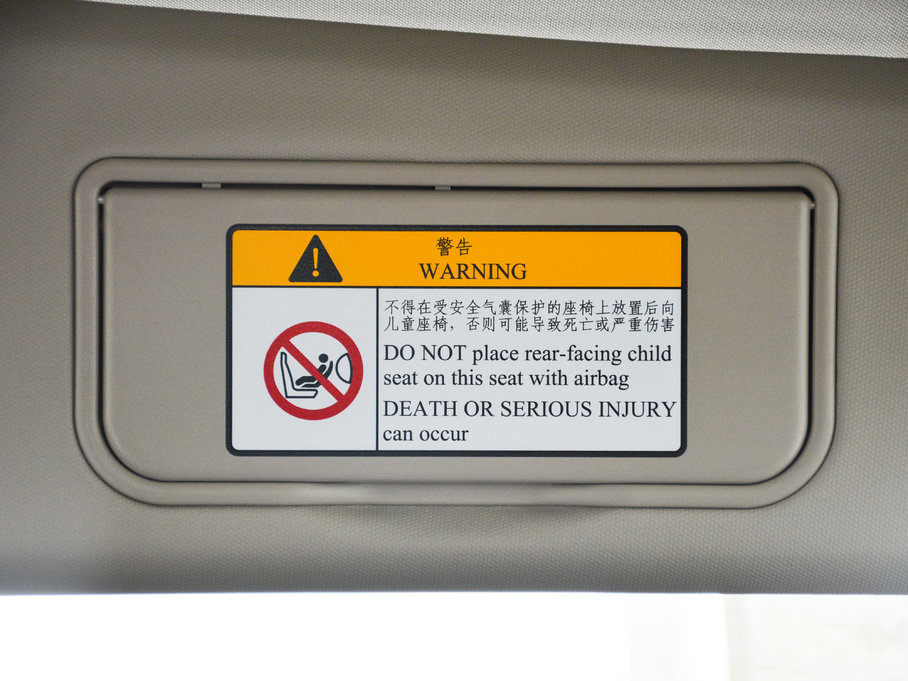 警告
WARNING
不得在受安全气囊保护的座椅上放置后向
儿童座椅，否则可能导致死亡或严重伤害
DO NOT place rear-facing child
seat on this seat with airbag
DEATH OR SERIOUS INJURY
can occur